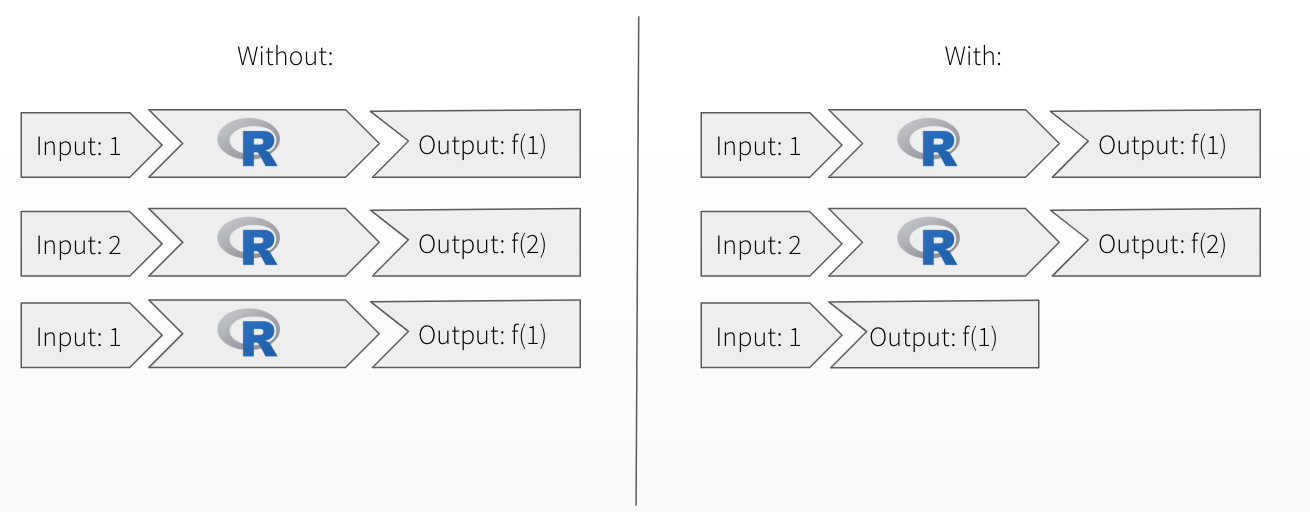 Without:
Input: 1
R
Output: f(1)
Input: 2
R
Output: f(2)
Input: 1
R
Output: f(1)
With:
Input: 1
R
Output: f(1)
Input: 2
R
Output: f(2)
Input: 1
Output: f(1)